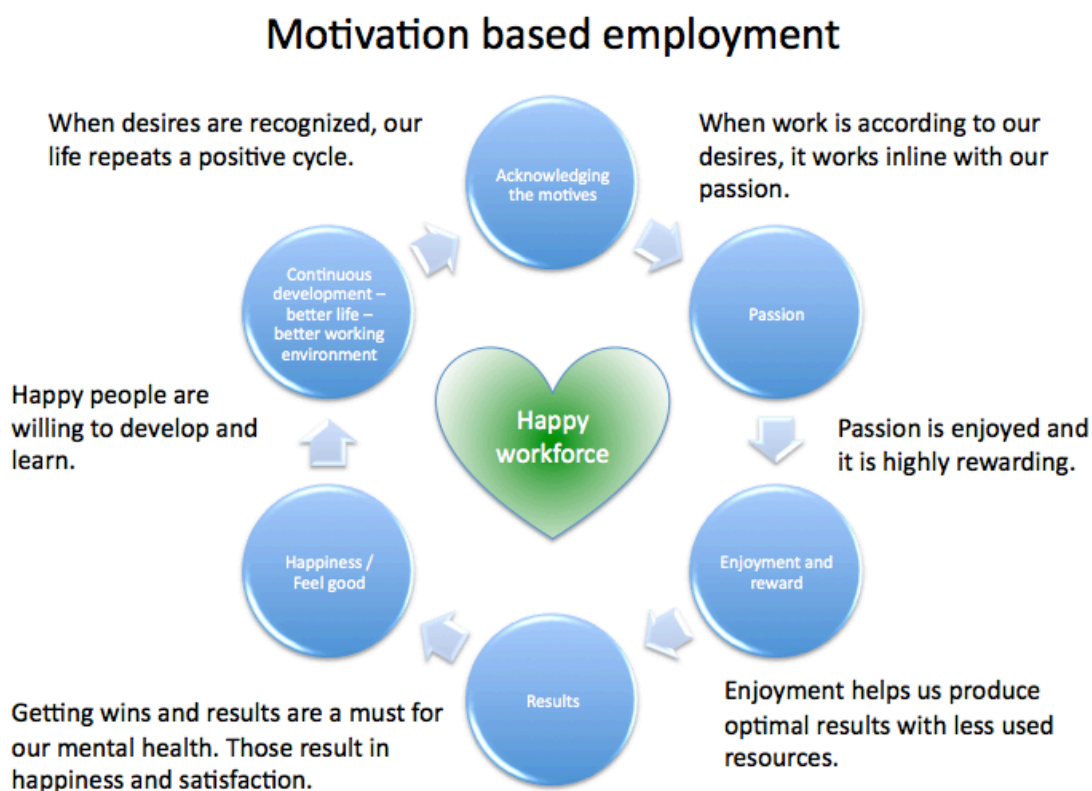 Motivation based employment
When desires are recognized, our
life repeats a positive cycle.
Acknowledging
the motives
When work is according to our
desires, it works inline with our
passion.
Passion
Passion is enjoyed and
it is highly rewarding.
Enjoyment and
reward
Enjoyment helps us produce
optimal results with less used
resources.
Results
Getting wins and results are a must for
our mental health. Those result in
happiness and satisfaction.
Happiness /
Feel good
Happy people are
willing to develop and
learn.
Continuous
development –
better life –
better working
environment
Happy
workforce